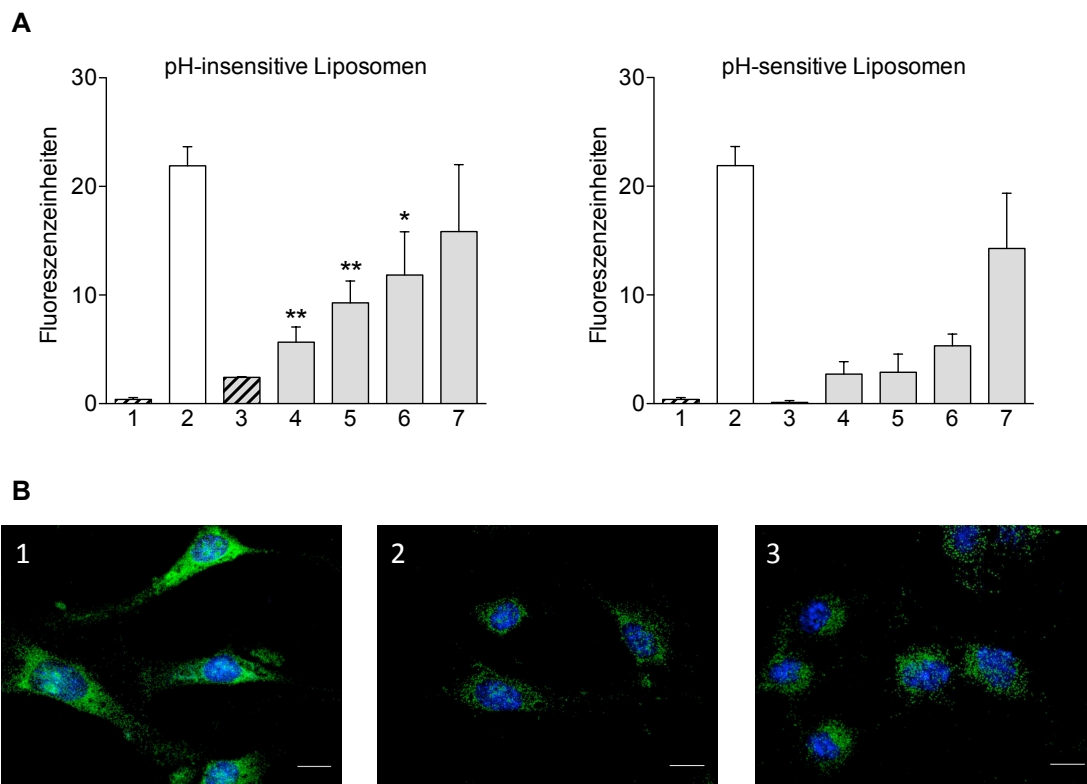 A
pH-insensitive Liposomen
Fluoreszenzeinheiten
30
20
10
0
** ** *
1 2 3 4 5 6 7
pH-sensitive Liposomen
Fluoreszenzeinheiten
30
20
10
0
1 2 3 4 5 6 7
B
1 2 3